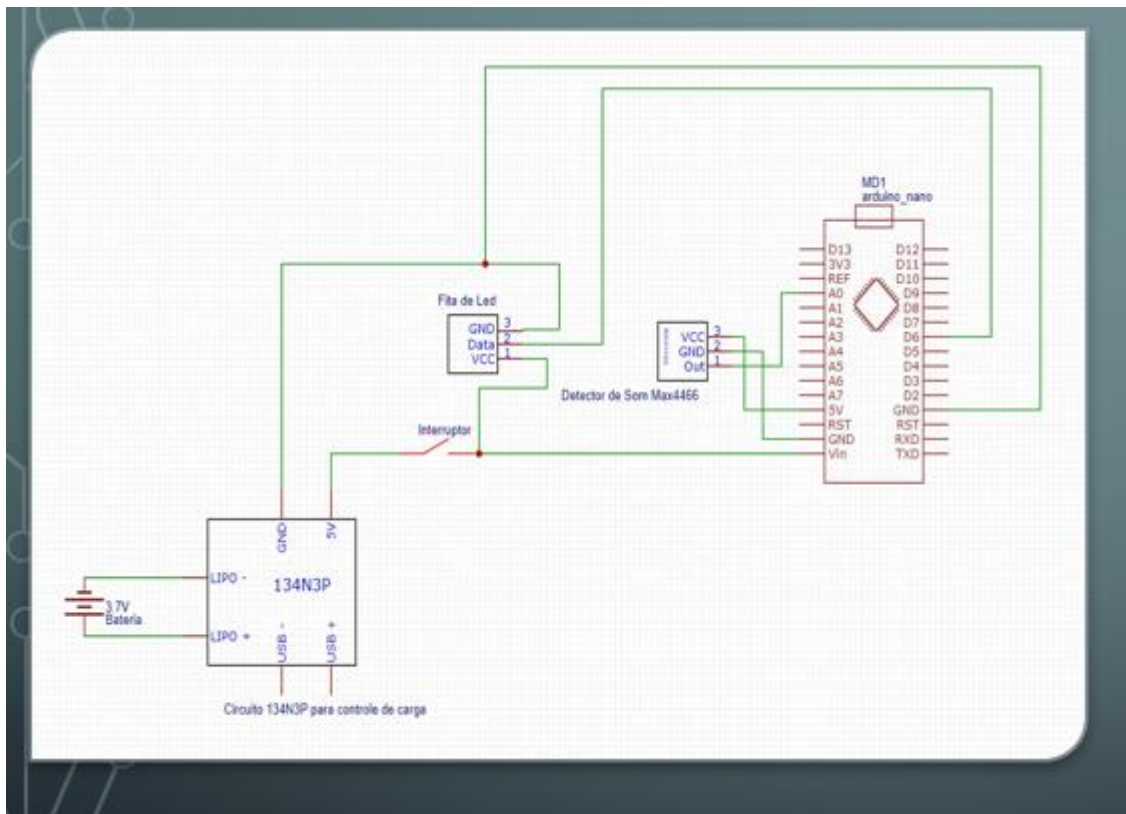 MD1
arduino_nano
D13
3V3
REF
A0
A1
A2
A3
A4
A5
A6
A7
5V
RST
GND
Vin
D12
D11
D10
D9
D8
D7
D6
D5
D4
D3
D2
GND
RST
RXD
TXD
Fita de Led
GND 3
Data 2
VCC 1
VCC 3
GND 2
Out 1
Detector de Som Max4466
Interruptor
GND
5V
LIPO -
134N3P
LIPO +
USB -
USB +
3.7V
Bateria
Circuito 134N3P para controle de carga